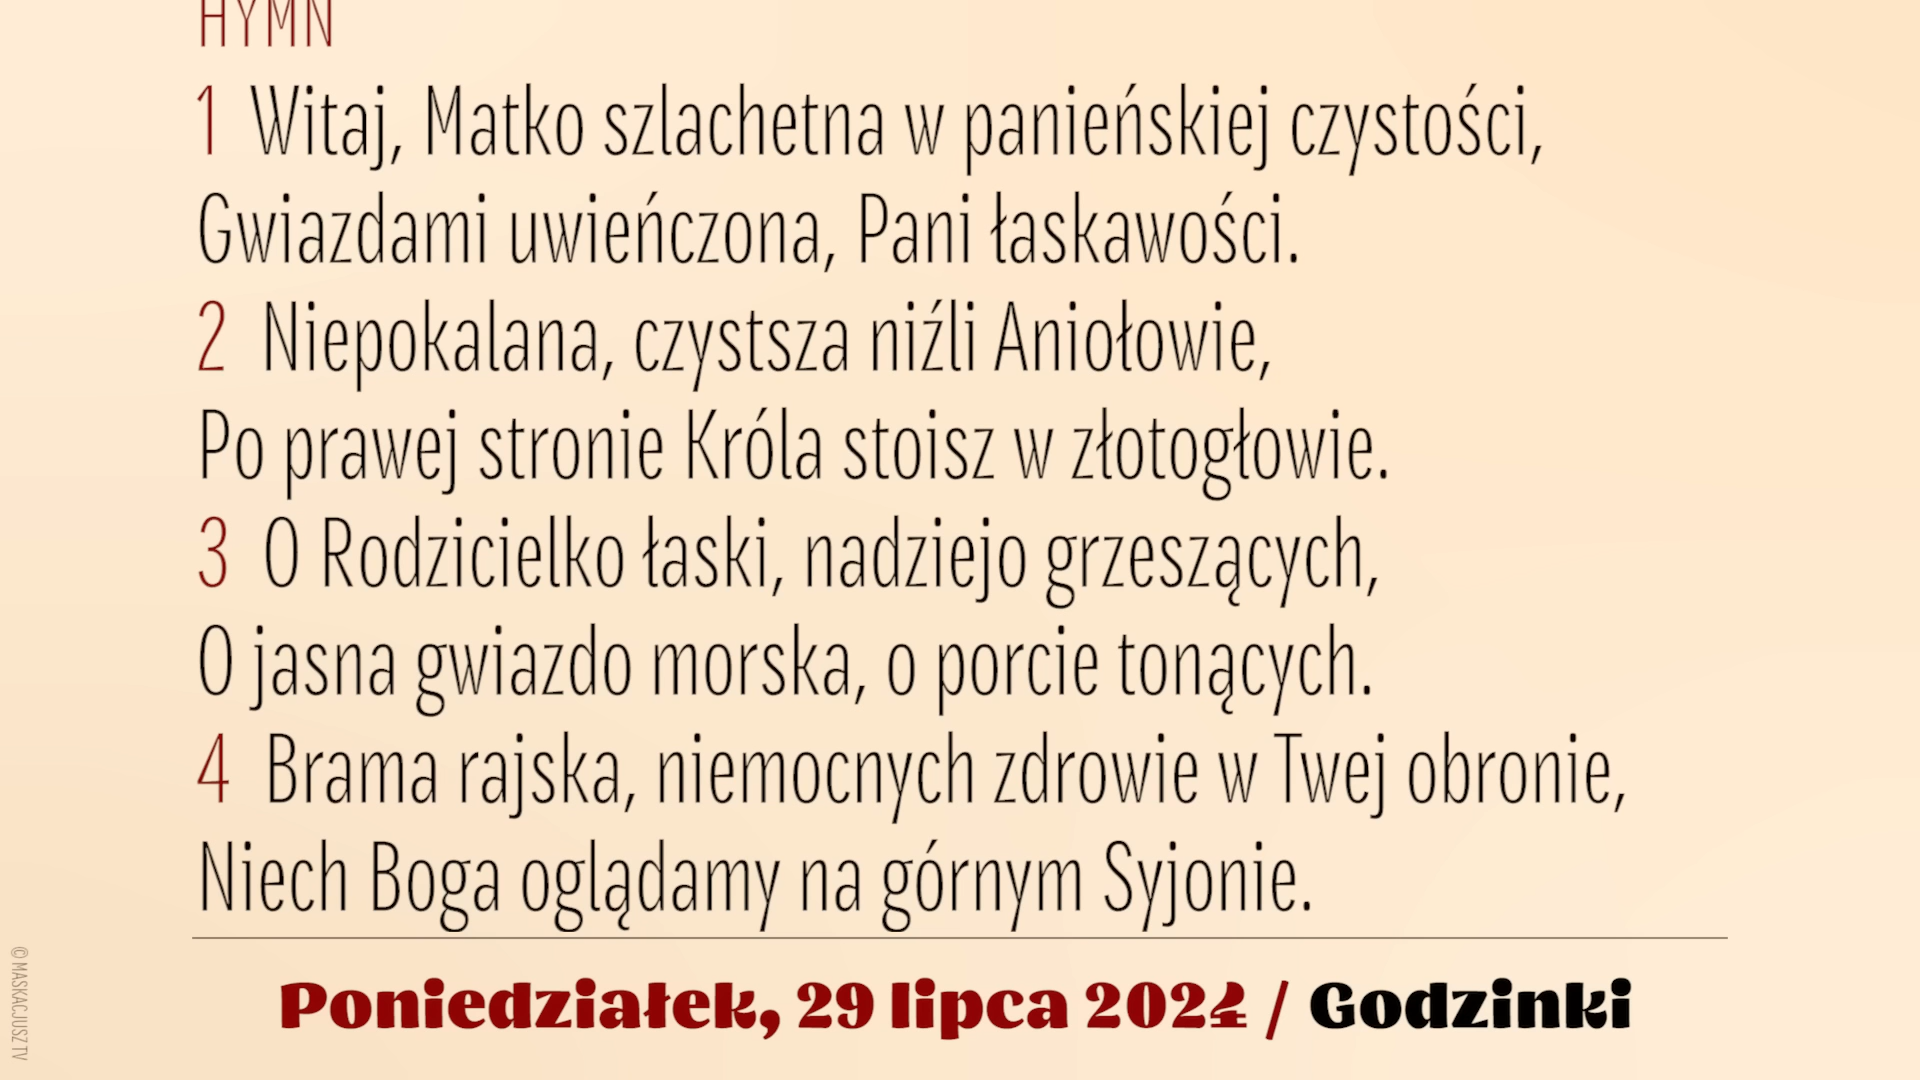 HYMN
1 Witaj, Matko szlachetna w panieńskiej czystości,
Gwiazdami uwieńczona, Pani łaskawości.
2 Niepokalana, czystsza niźli Aniołowie,
Po prawej stronie Króla stoisz w złotogłowie.
3 O Rodzicielko łaski, nadziejo grzeszących,
O jasna gwiazdo morska, o porcie tonących.
4 Brama rajska, niemocnych zdrowie w Twej obronie,
Niech Boga oglądamy na górnym Syjonie.
Poniedziałek, 29 lipca 2024 / Godzinki
© MASKACJUSZ TV